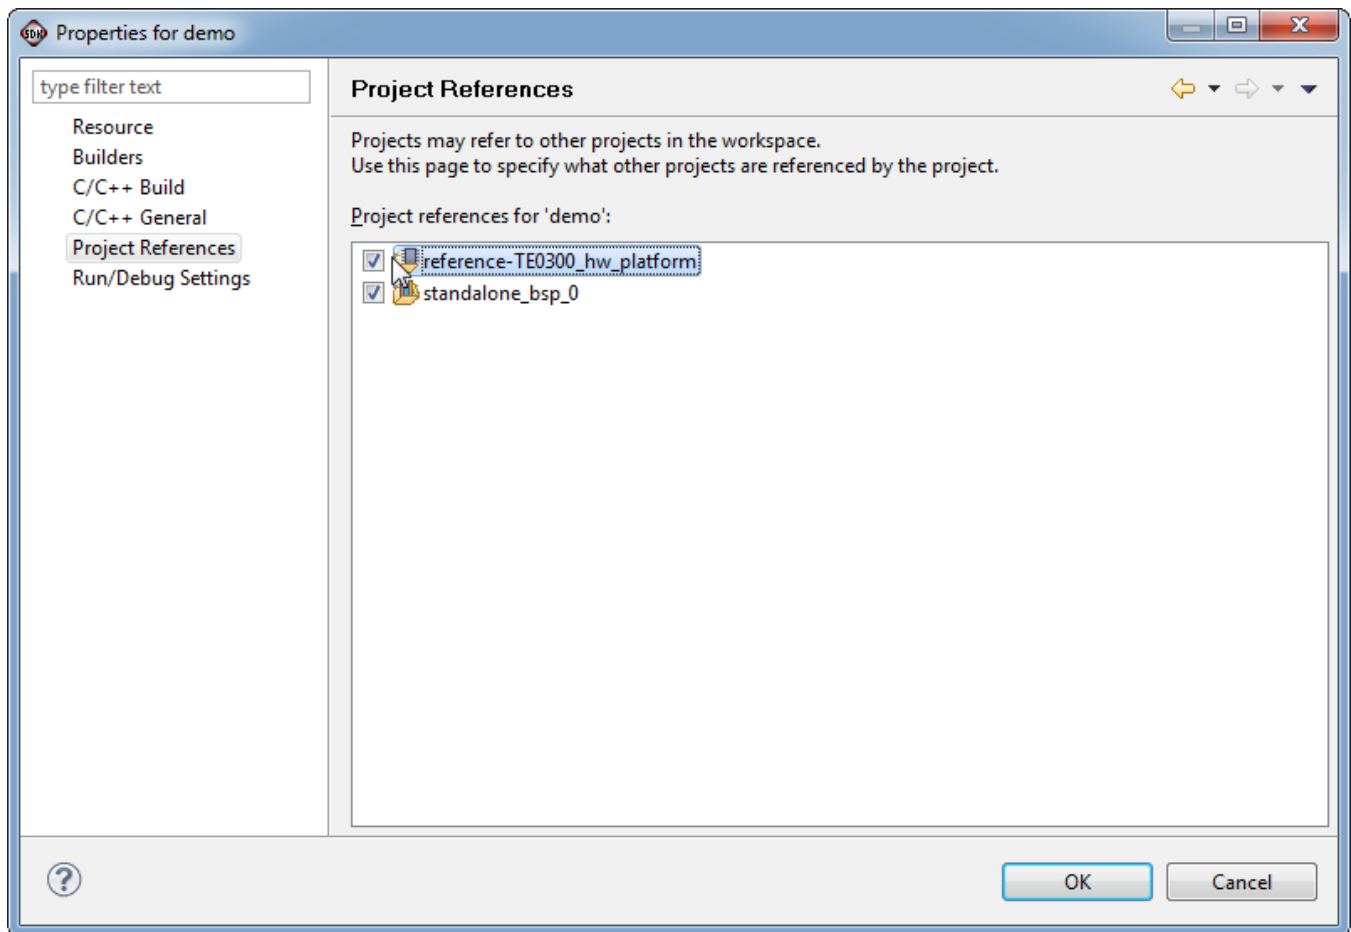 SDK Properties for demo
type filter text
Resource
Builders
C/C++ Build
C/C++ General
Project References
Run/Debug Settings
Project References
Projects may refer to other projects in the workspace.
Use this page to specify what other projects are referenced by the project.
Project references for 'demo':
reference-TE0300_hw_platform
standalone_bsp_0
?
OK
Cancel